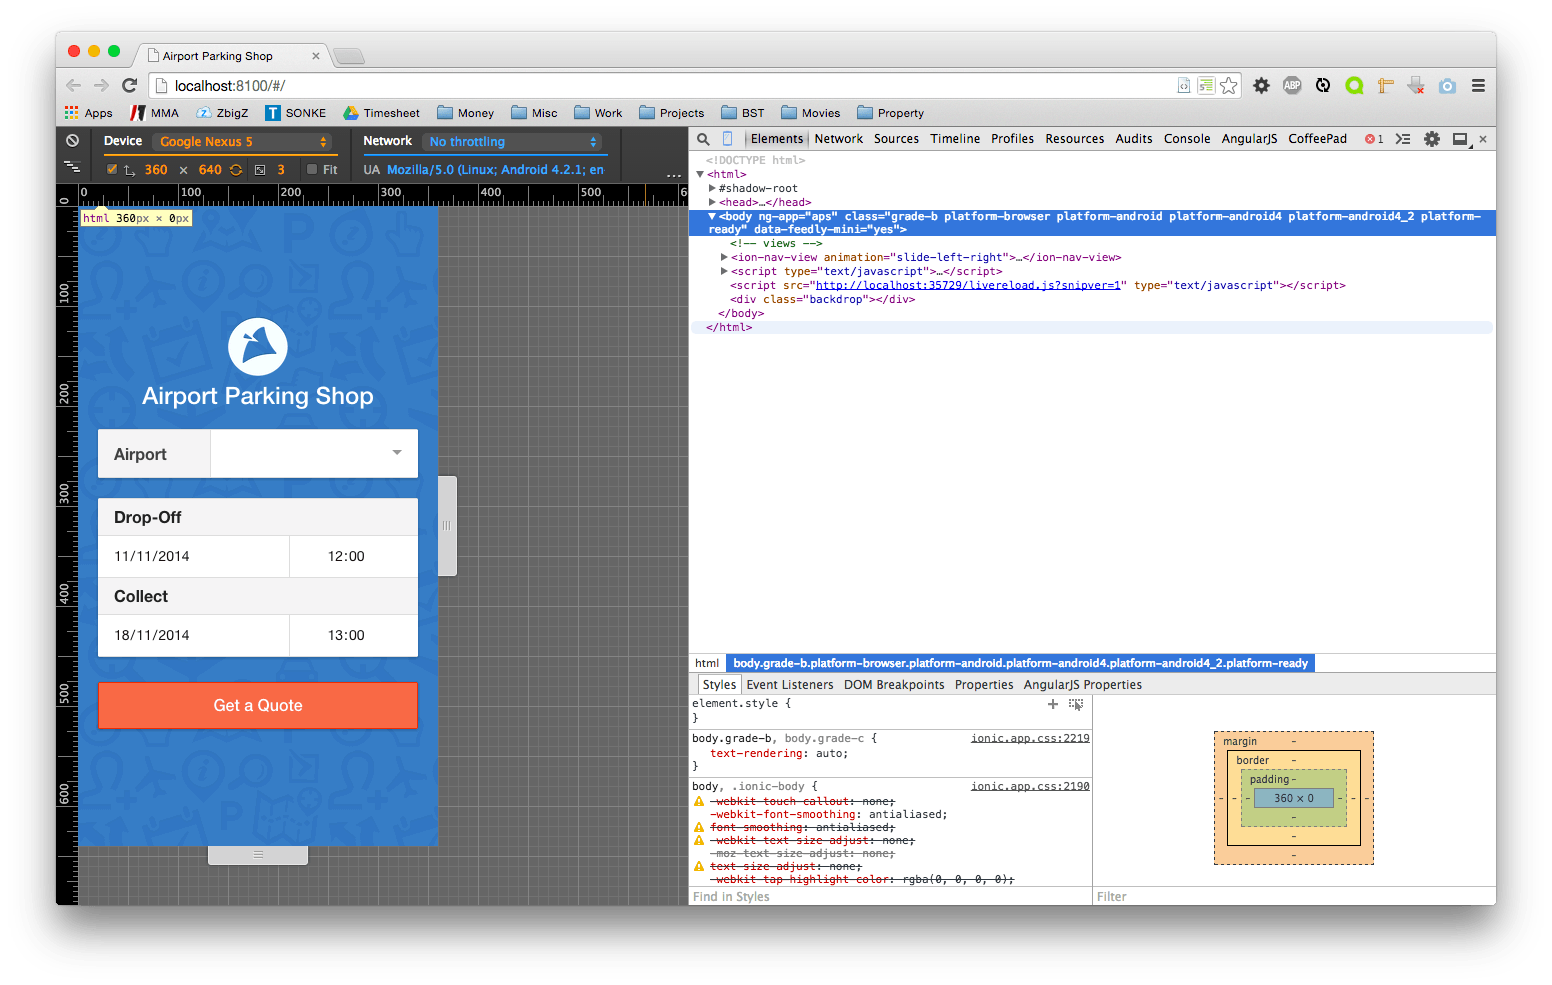 Airport Parking Shop
localhost:8100/#/
ABP
Apps MMA ZbigZ SONKE Timesheet Money Misc Work Projects BST Movies Property
Device Google Nexus 5
Network No throttling
360 × 640 3 Fit
UA Mozilla/5.0 (Linux; Android 4.2.1; en-
...
0 100 200 300 400 500 6
0
100
200
300
400
500
600
html 360px × 0px
Airport Parking Shop
Airport
Drop-Off
11/11/2014 12:00
Collect
18/11/2014 13:00
Get a Quote
Elements Network Sources Timeline Profiles Resources Audits Console AngularJS CoffeePad 1
<!DOCTYPE html>
<html>
#shadow-root
<head>…</head>
<body ng-app="aps" class="grade-b platform-browser platform-android platform-android4 platform-android4_2 platform-
ready" data-feedly-mini="yes">
<!-- views -->
<ion-nav-view animation="slide-left-right">…</ion-nav-view>
<script type="text/javascript">…</script>
<script src="http://localhost:35729/livereload.js?snipver=1" type="text/javascript"></script>
<div class="backdrop"></div>
</body>
</html>
html body.grade-b.platform-browser.platform-android.platform-android4.platform-android4_2.platform-ready
Styles Event Listeners DOM Breakpoints Properties AngularJS Properties
element.style {
}
body.grade-b, body.grade-c { ionic.app.css:2219
text-rendering: auto;
}
body, .ionic-body { ionic.app.css:2190
-webkit-touch-callout: none;
-webkit-font-smoothing: antialiased;
font-smoothing: antialiased;
-webkit-text-size-adjust: none;
-moz-text-size-adjust: none;
text-size-adjust: none;
-webkit-tap-highlight-color: rgba(0, 0, 0, 0);
Find in Styles
margin -
border -
padding -
- - - 360 × 0 - - -
-
-
-
Filter